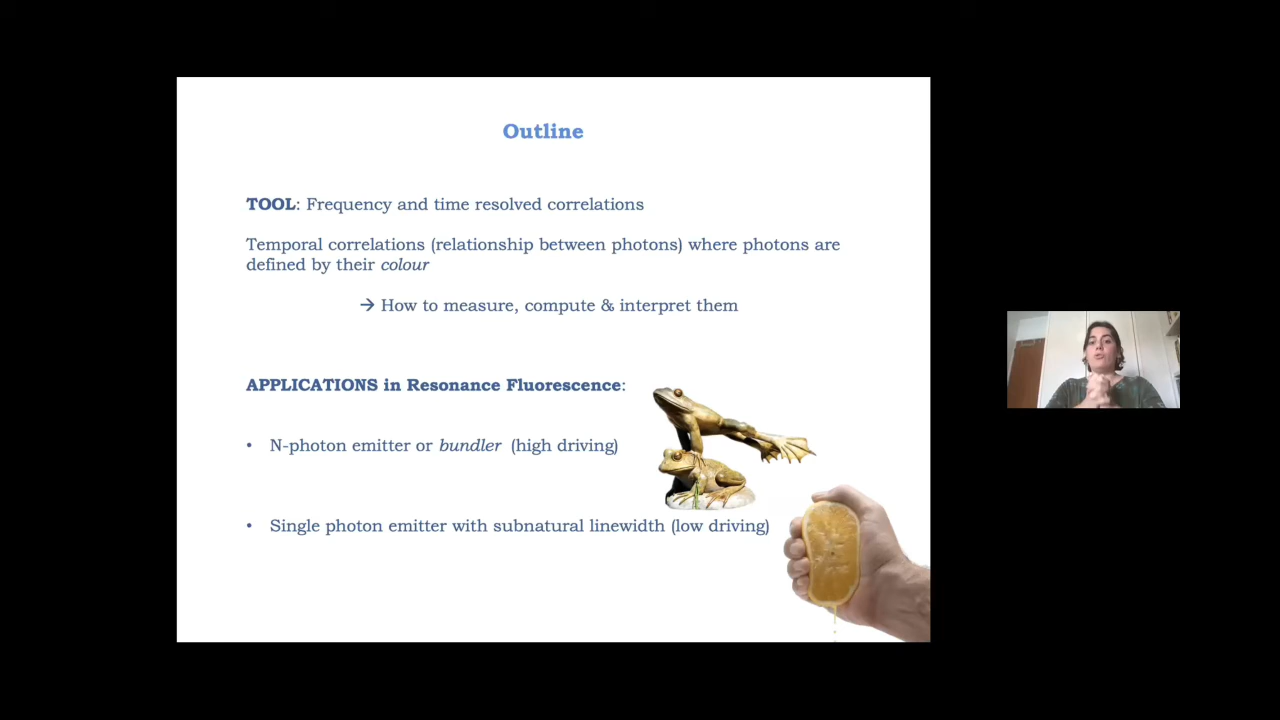 Outline
TOOL: Frequency and time resolved correlations
Temporal correlations (relationship between photons) where photons are
defined by their colour
→ How to measure, compute & interpret them
APPLICATIONS in Resonance Fluorescence:
• N-photon emitter or bundler (high driving)
• Single photon emitter with subnatural linewidth (low driving)